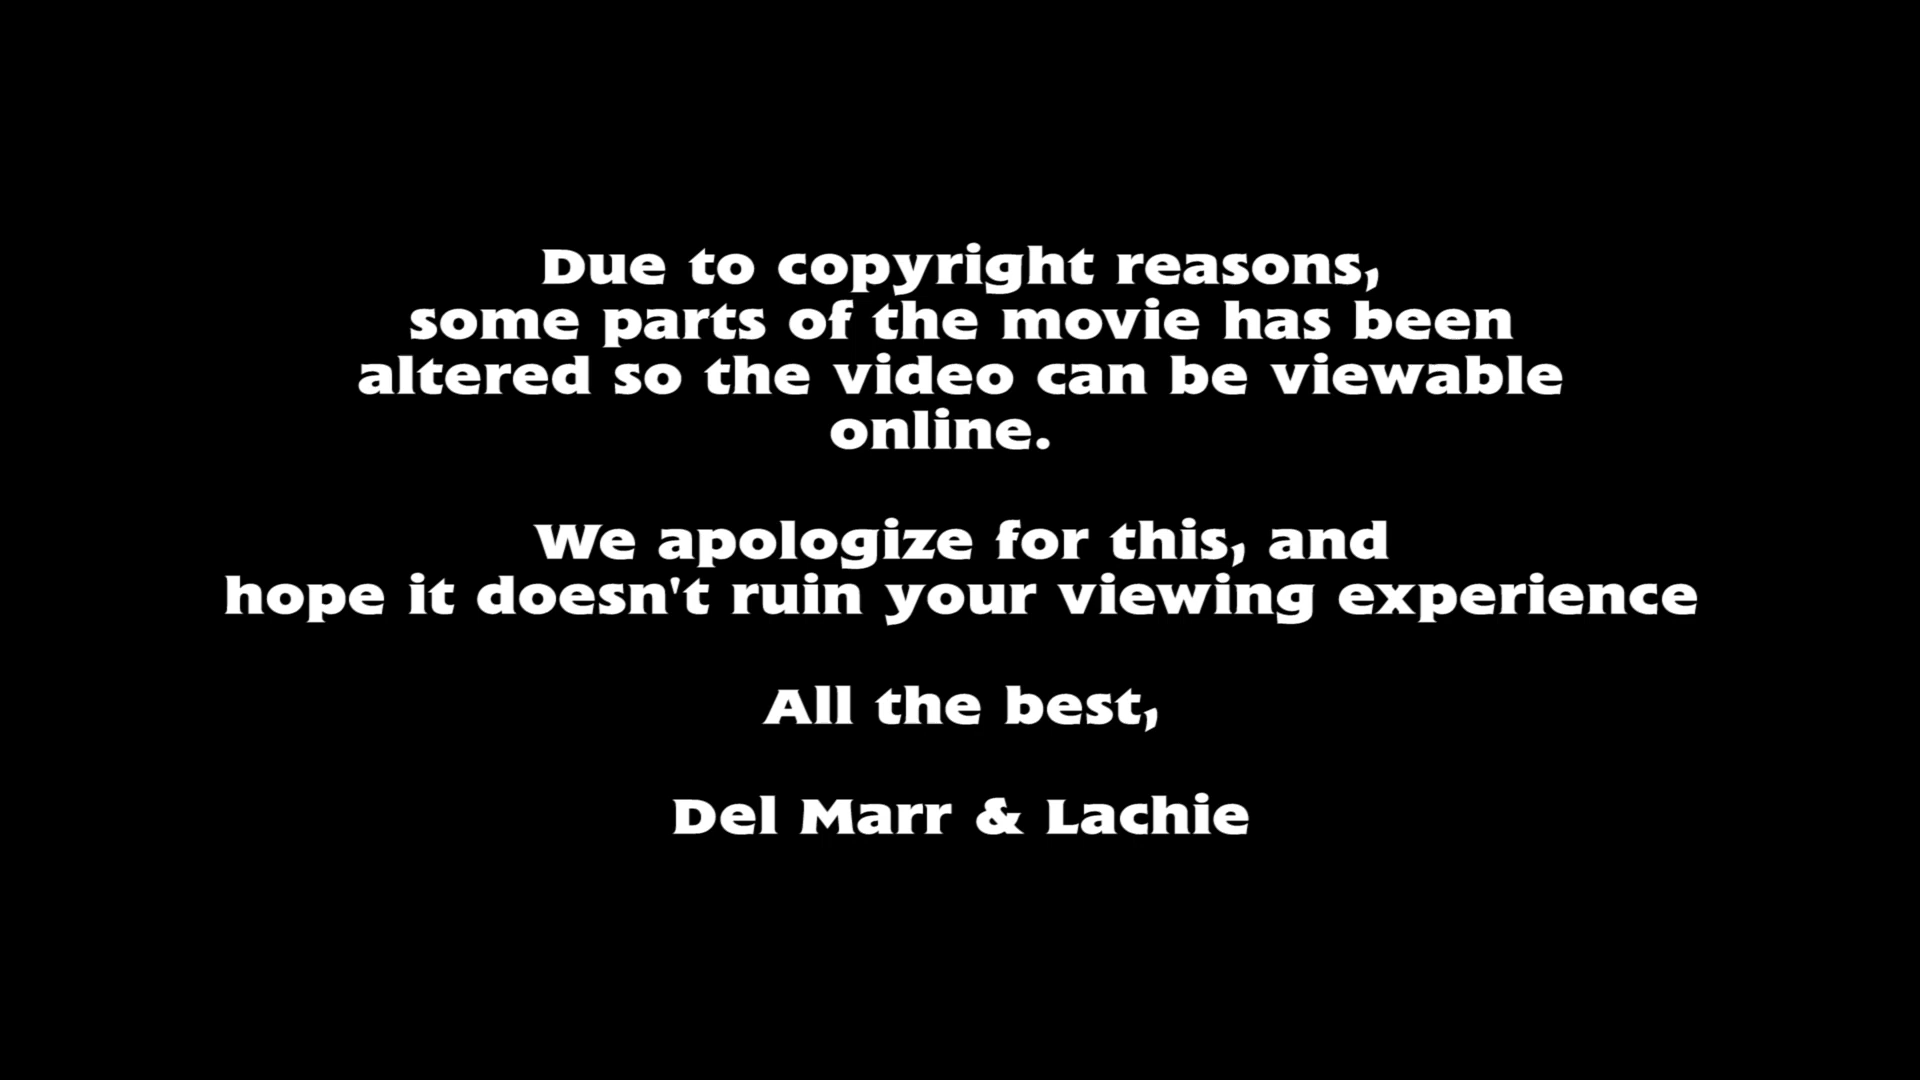 Due to copyright reasons,
some parts of the movie has been
altered so the video can be viewable
online.
We apologize for this, and
hope it doesn't ruin your viewing experience
All the best,
Del Marr & Lachie